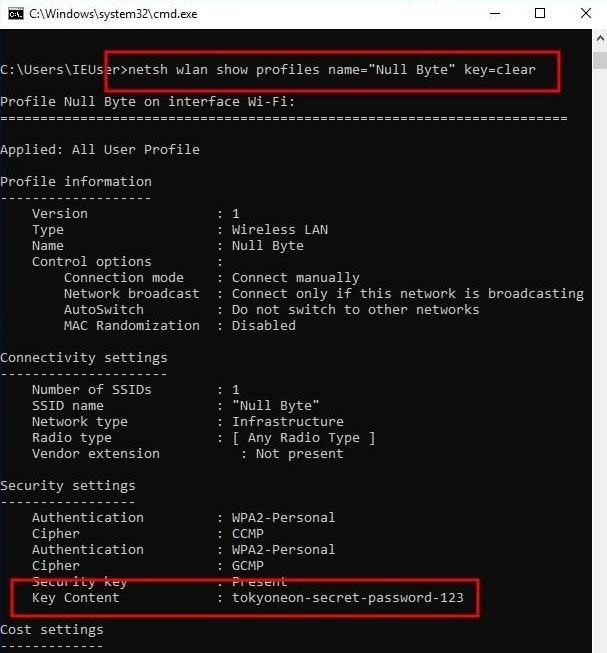 C:\Windows\system32\cmd.exe
C:\Users\IEUser>netsh wlan show profiles name="Null Byte" key=clear
Profile Null Byte on interface Wi-Fi:
=======================================================================
Applied: All User Profile
Profile information
-------------------
Version : 1
Type : Wireless LAN
Name : Null Byte
Control options :
Connection mode : Connect manually
Network broadcast : Connect only if this network is broadcasting
AutoSwitch : Do not switch to other networks
MAC Randomization : Disabled
Connectivity settings
---------------------
Number of SSIDs : 1
SSID name : "Null Byte"
Network type : Infrastructure
Radio type : [ Any Radio Type ]
Vendor extension : Not present
Security settings
-----------------
Authentication : WPA2-Personal
Cipher : CCMP
Authentication : WPA2-Personal
Cipher : GCMP
Security key : Present
Key Content : tokyoneon-secret-password-123
Cost settings
-------------